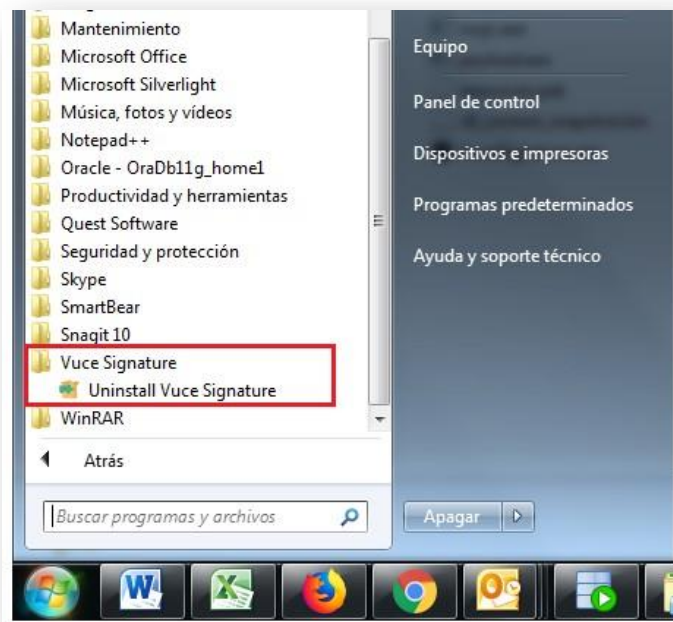 Mantenimiento
Microsoft Office
Microsoft Silverlight
Música, fotos y vídeos
Notepad++
Oracle - OraDb11g_home1
Productividad y herramientas
Quest Software
Seguridad y protección
Skype
SmartBear
Snagit 10
Vuce Signature
Uninstall Vuce Signature
WinRAR
Atrás
Buscar programas y archivos
Equipo
Panel de control
Dispositivos e impresoras
Programas predeterminados
Ayuda y soporte técnico
Apagar